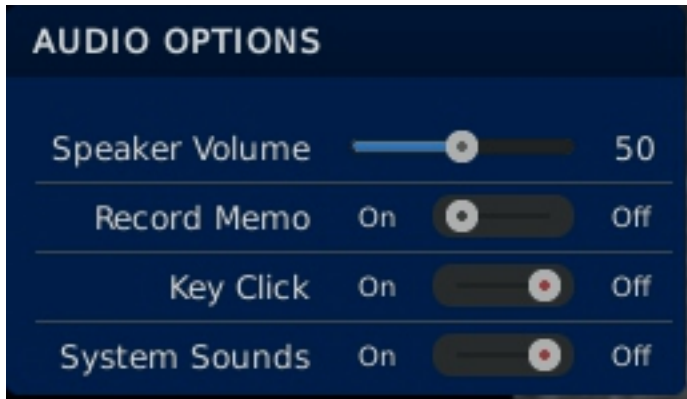 AUDIO OPTIONS
Speaker Volume 50
Record Memo On Off
Key Click On Off
System Sounds On Off